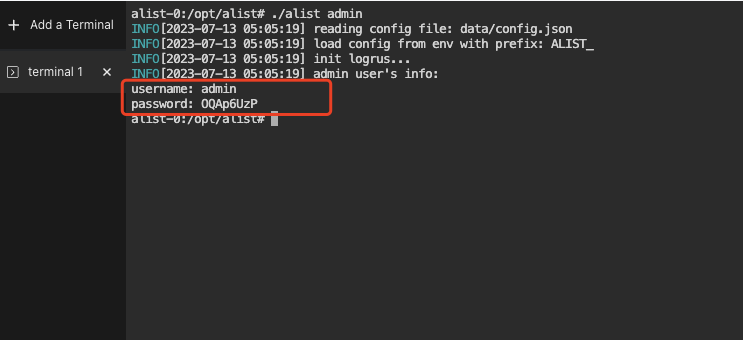 + Add a Terminal
terminal 1 ×
alist-0:/opt/alist# ./alist admin
INFO[2023-07-13 05:05:19] reading config file: data/config.json
INFO[2023-07-13 05:05:19] load config from env with prefix: ALIST_
INFO[2023-07-13 05:05:19] init logrus...
INFO[2023-07-13 05:05:19] admin user's info:
username: admin
password: OQAp6UzP
alist-0:/opt/alist#